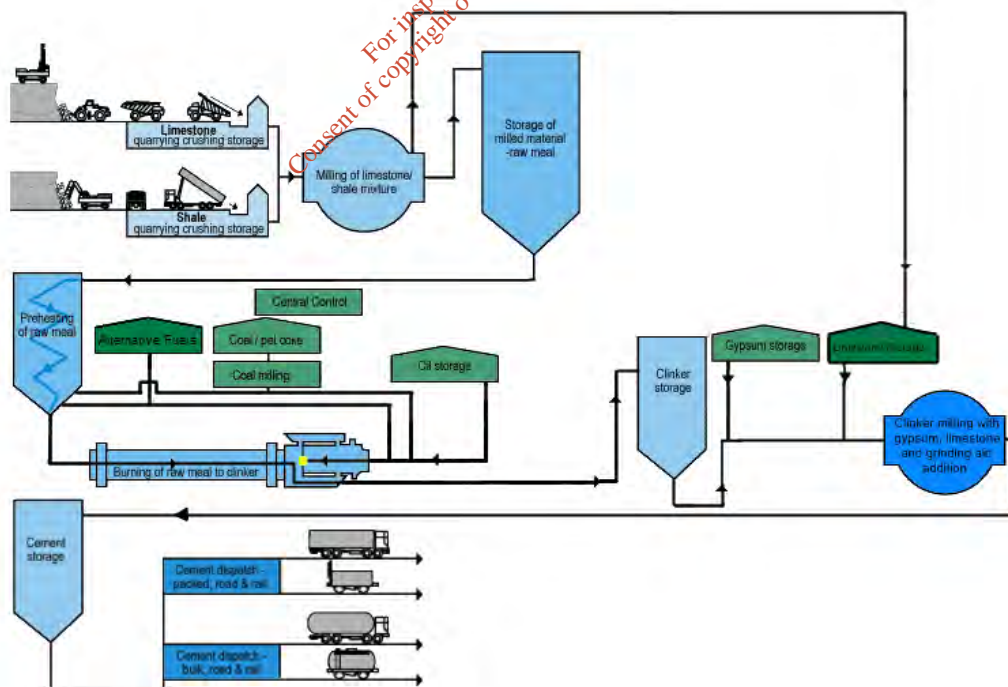 For insp
Consent of copyright o
Limestone
quarrying crushing storage
Shale
quarrying crushing storage
Milling of limestone/
shale mixture
Storage of
milled material
-raw meal
Preheating
of raw meal
Alternative Fuels
Central Control
Coal / pet coke
Coal milling
Oil storage
Burning of raw meal to clinker
Clinker
storage
Gypsum storage
Clinker milling with
gypsum, limestone
and grinding aid
addition
Cement
storage
Cement dispatch -
packed, road & rail
Cement dispatch -
bulk, road & rail